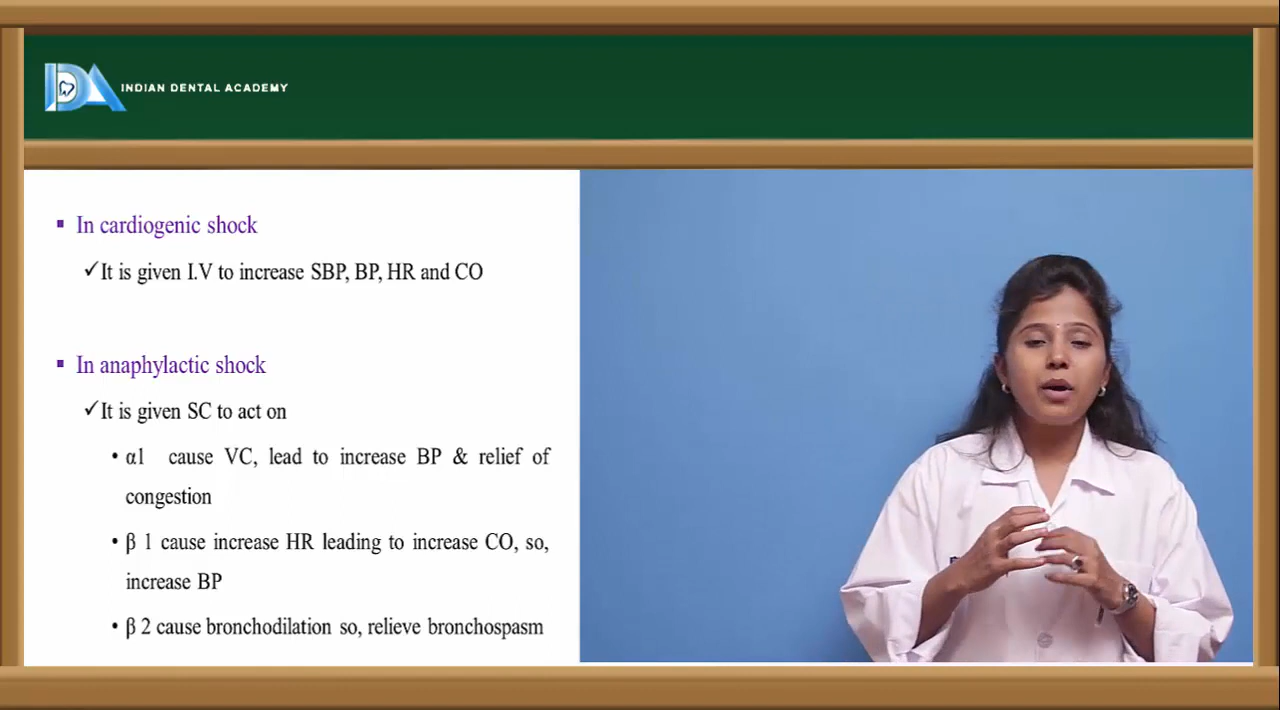 IDA INDIAN DENTAL ACADEMY
▪ In cardiogenic shock
✓It is given I.V to increase SBP, BP, HR and CO
▪ In anaphylactic shock
✓It is given SC to act on
• α1 cause VC, lead to increase BP & relief of
congestion
• β 1 cause increase HR leading to increase CO, so,
increase BP
• β 2 cause bronchodilation so, relieve bronchospasm